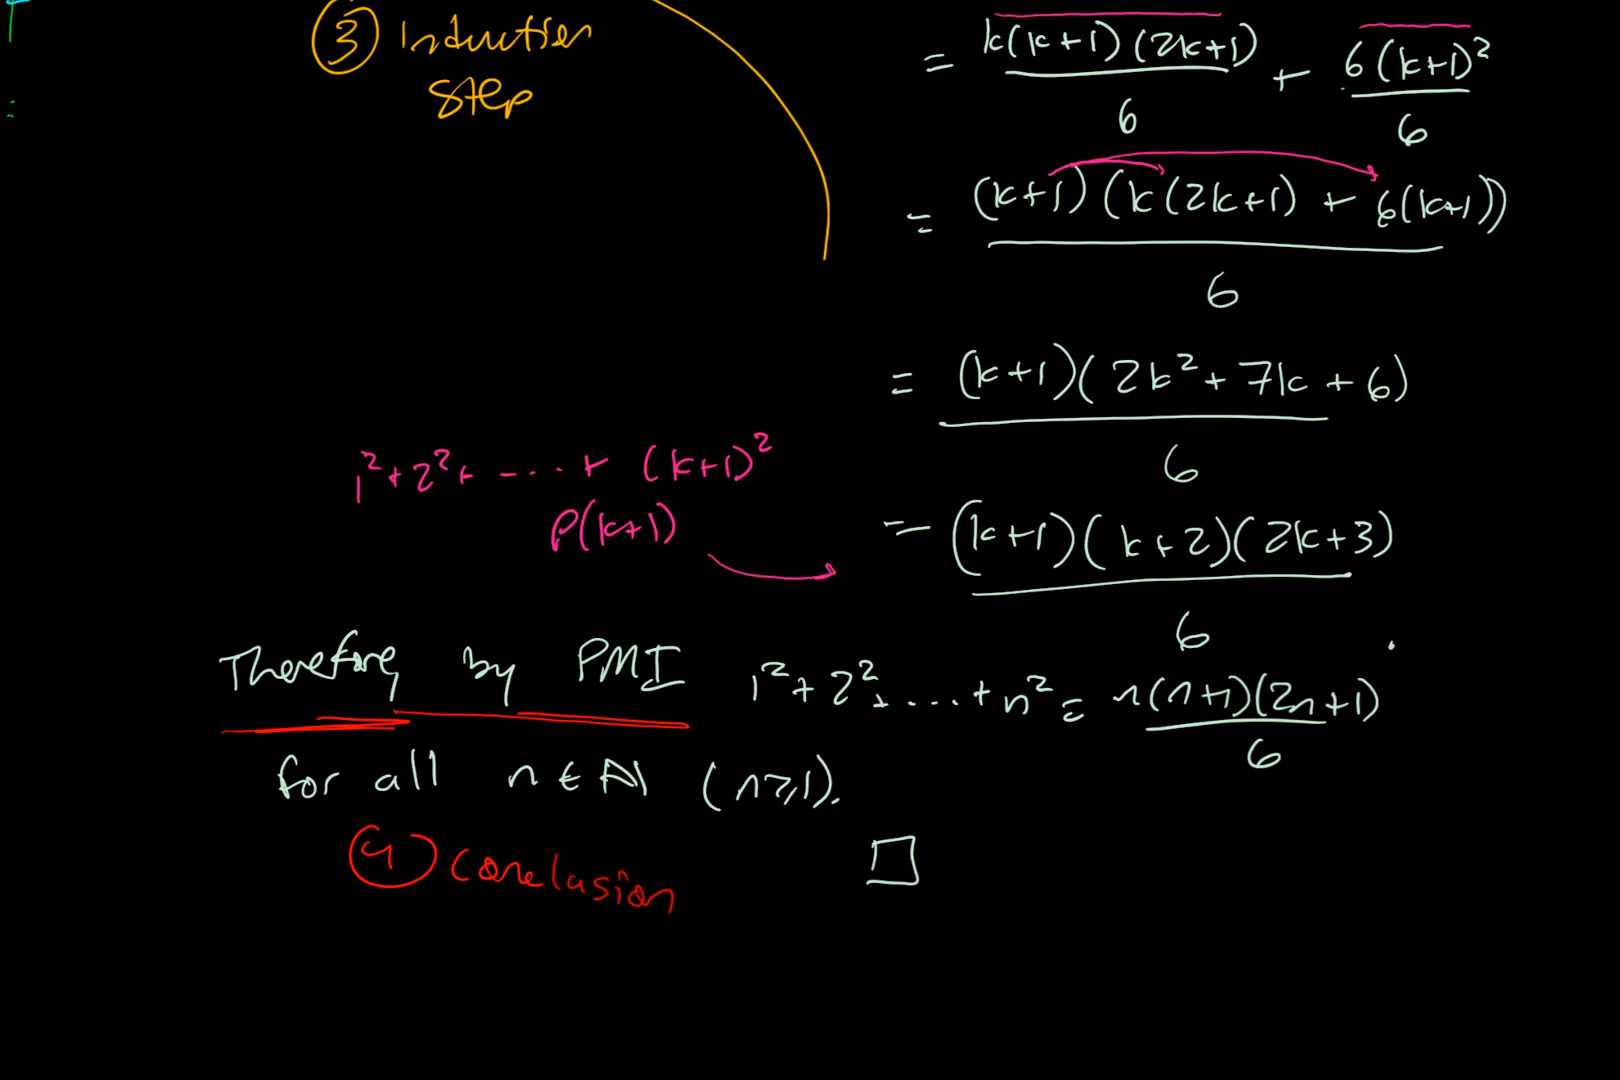 ③ Induction
step
= k(k+1)(2k+1)/6 + 6(k+1)²/6
= (k+1)(k(2k+1) + 6(k+1))/6
= (k+1)(2k²+7k+6)/6
1²+2²+ -...+ (k+1)²
P(k+1)
= (k+1)(k+2)(2k+3)/6.
Therefore by PMI 1²+2²+....+n² = n(n+1)(2n+1)/6
for all n∈ℕ (n≥1).
④ Conclusion
□